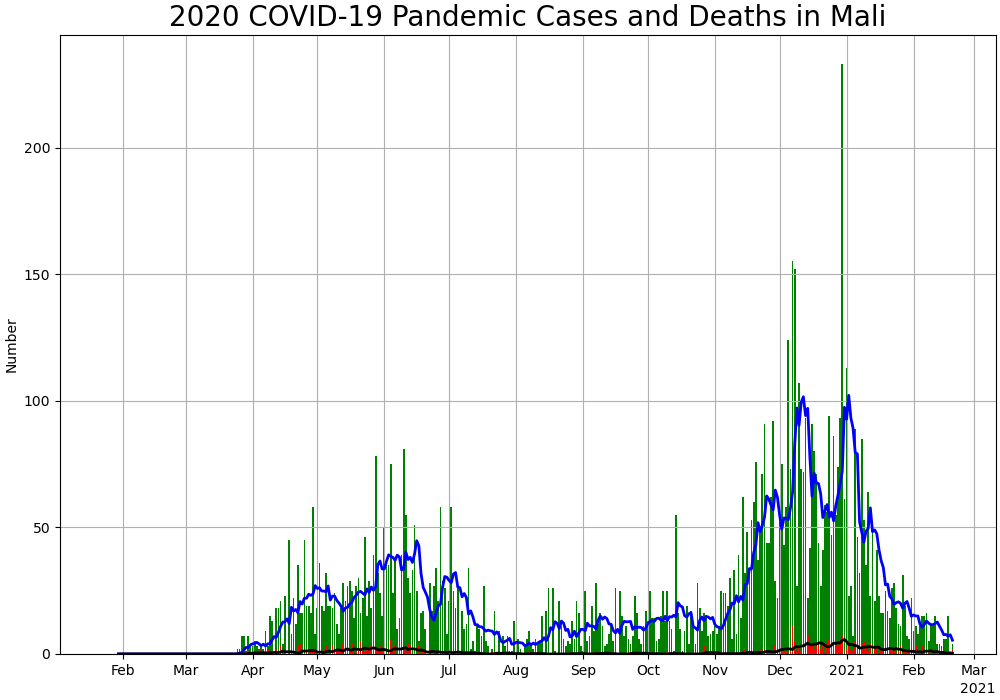 2020 COVID-19 Pandemic Cases and Deaths in Mali
Number
200
150
100
50
0
Feb Mar Apr May Jun Jul Aug Sep Oct Nov Dec 2021 Feb Mar
2021